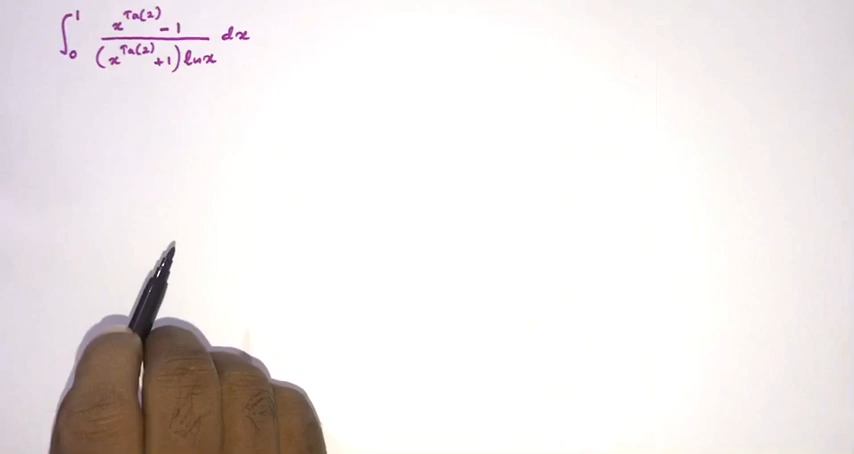 ∫₀¹ (x^{Ta(2)} - 1) / ((x^{Ta(2)} + 1) ln x) dx